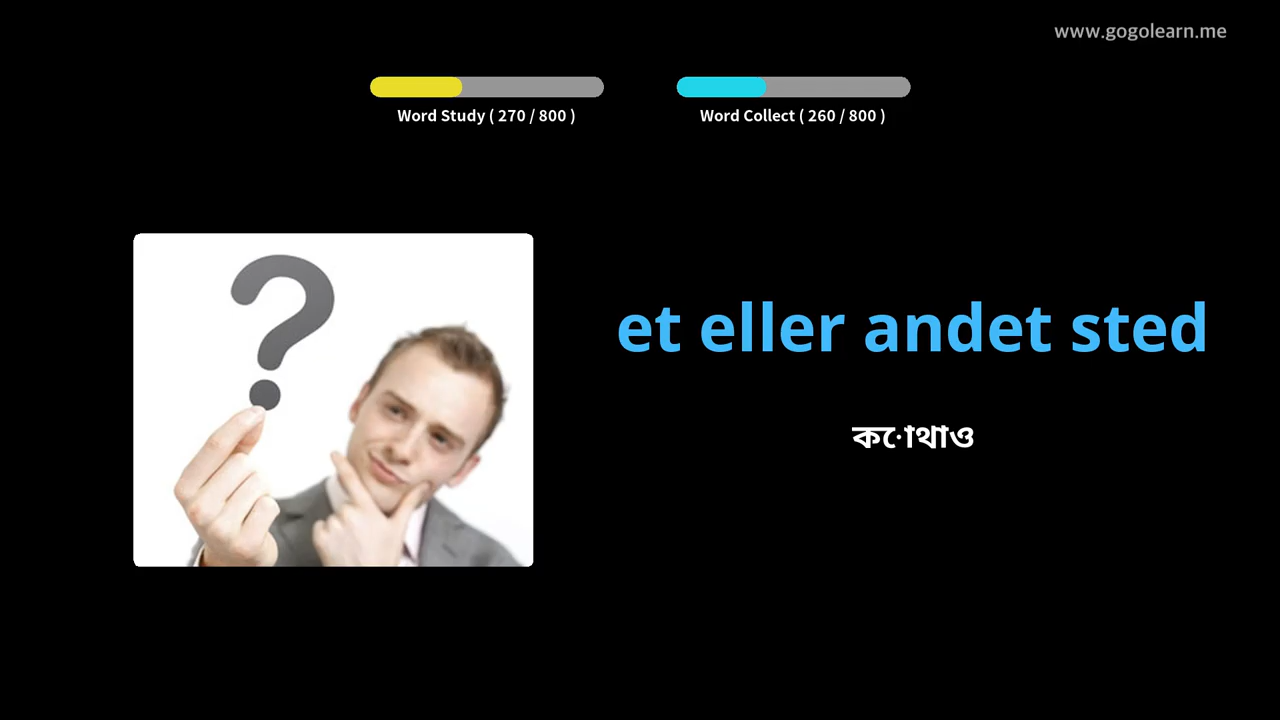 www.gogolearn.me
Word Study ( 270 / 800 )
Word Collect ( 260 / 800 )
et eller andet sted
কোথাও